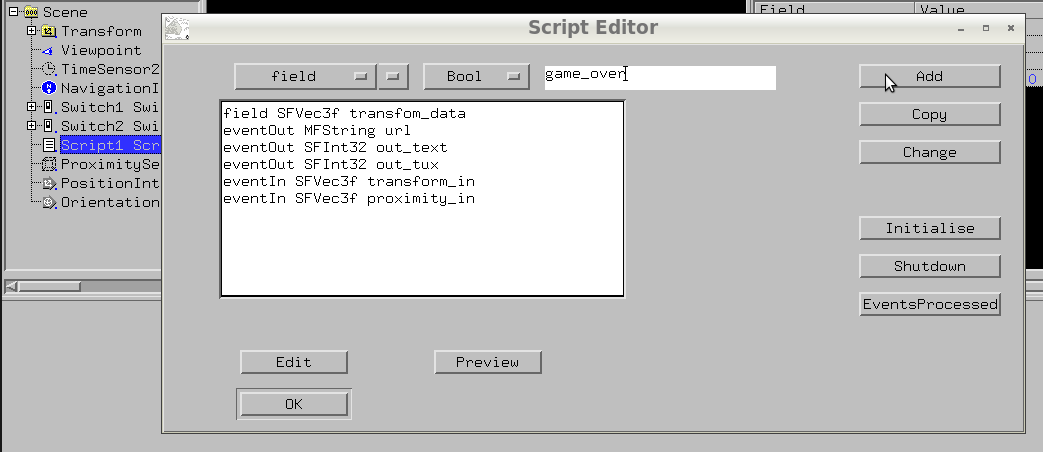 Scene
Transform
Viewpoint
TimeSensor2
NavigationI
Switch1 Swi
Switch2 Swi
Script1 Scr
ProximitySe
PositionInt
Orientation
Field Value
0
Script Editor
field Bool game_over Add
field SFVec3f transfom_data
eventOut MFString url
eventOut SFInt32 out_text
eventOut SFInt32 out_tux
eventIn SFVec3f transform_in
eventIn SFVec3f proximity_in
Copy
Change
Initialise
Shutdown
EventsProcessed
Edit Preview
OK